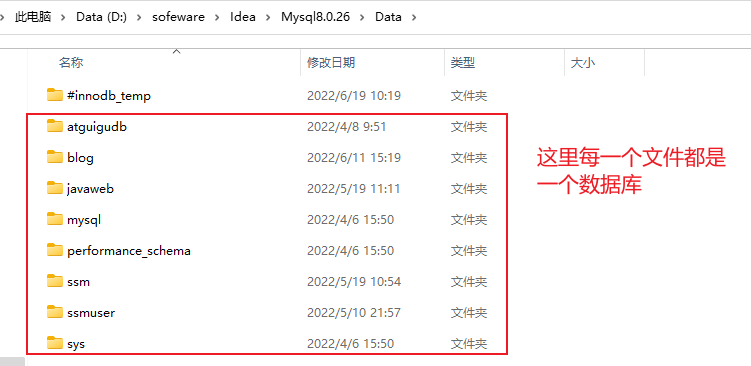 此电脑 > Data (D:) > sofeware > Idea > Mysql8.0.26 > Data >
名称 修改日期 类型 大小
#innodb_temp 2022/6/19 10:19 文件夹
atguigudb 2022/4/8 9:51 文件夹
blog 2022/6/11 15:19 文件夹
javaweb 2022/5/19 11:11 文件夹
mysql 2022/4/6 15:50 文件夹
performance_schema 2022/4/6 15:50 文件夹
ssm 2022/5/19 10:54 文件夹
ssmuser 2022/5/10 21:57 文件夹
sys 2022/4/6 15:50 文件夹
这里每一个文件都是
一个数据库